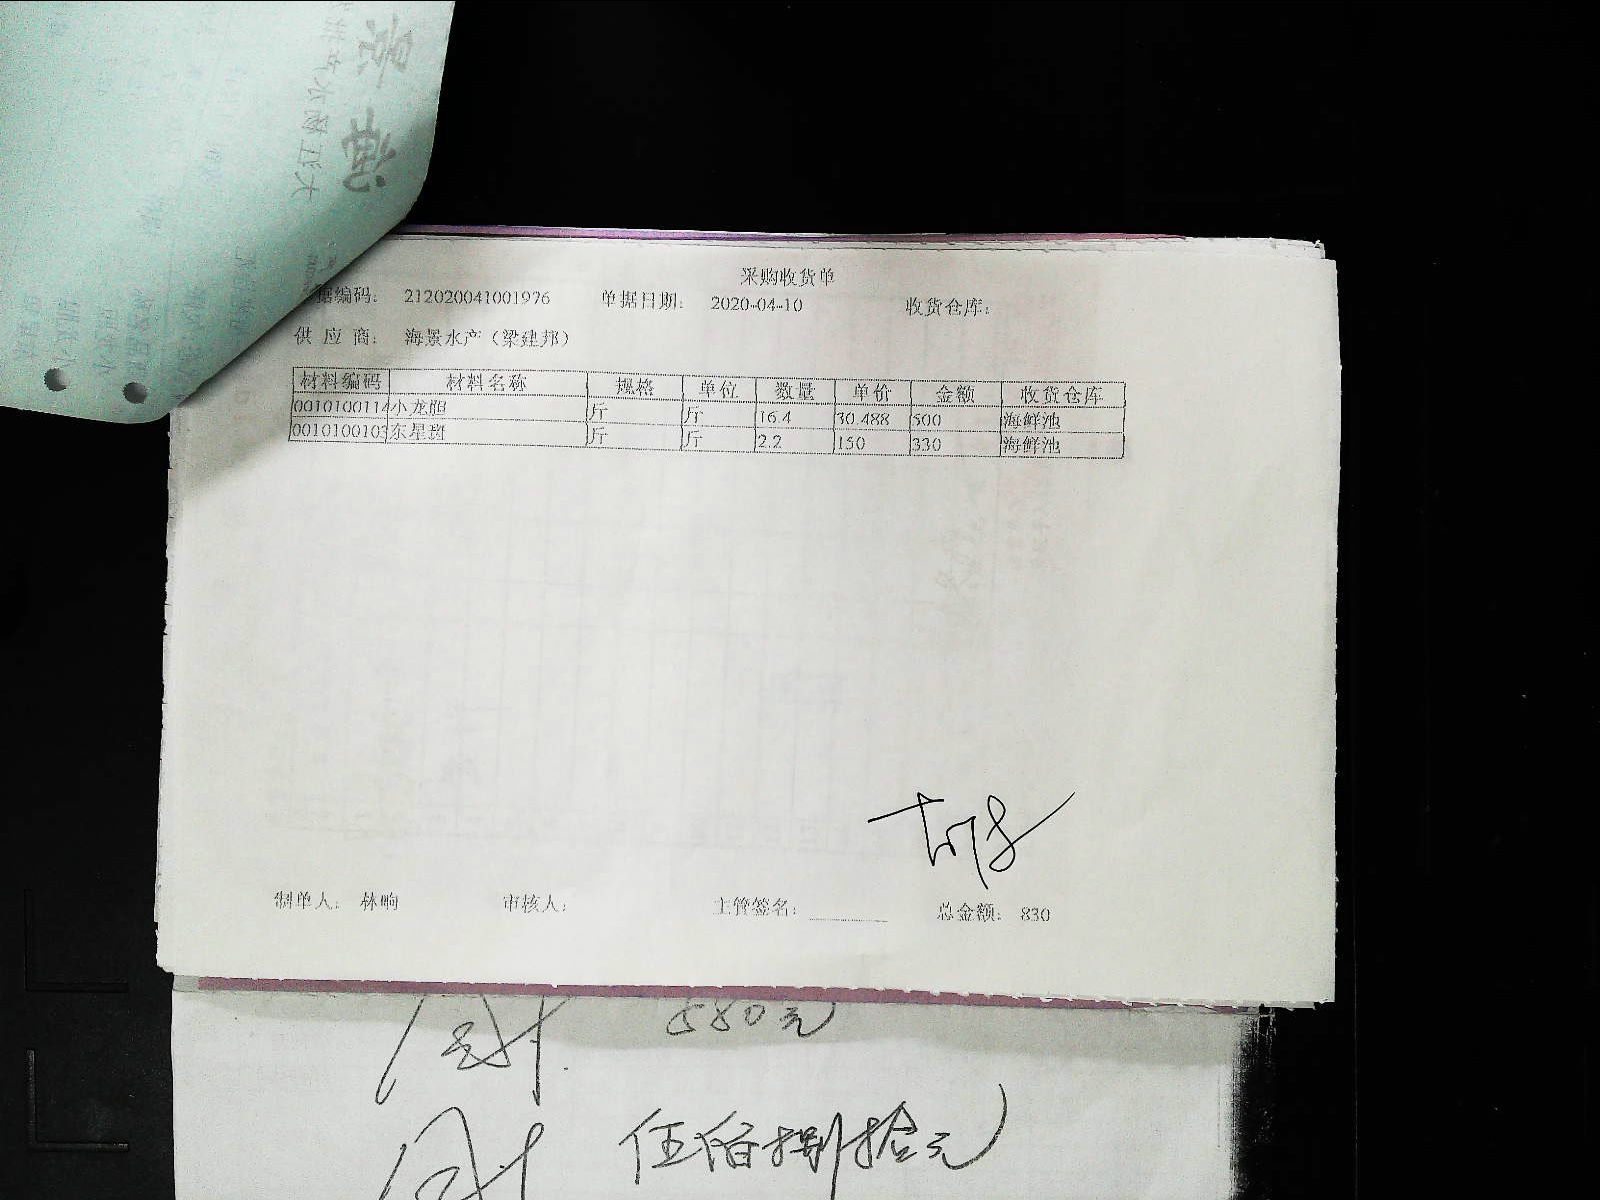 采购收货单
据编码: 212020041001976 单据日期: 2020-04-10 收货仓库:
供 应 商: 海景水产（梁建邦）
材料编码 材料名称 规格 单位 数量 单价 金额 收货仓库
0010100114 小龙胆 斤 斤 16.4 30.488 500 海鲜池
0010100103 东星斑 斤 斤 2.2 150 330 海鲜池
制单人: 林晌 审核人: 主管签名: 总金额: 830
580元
伍佰捌拾元